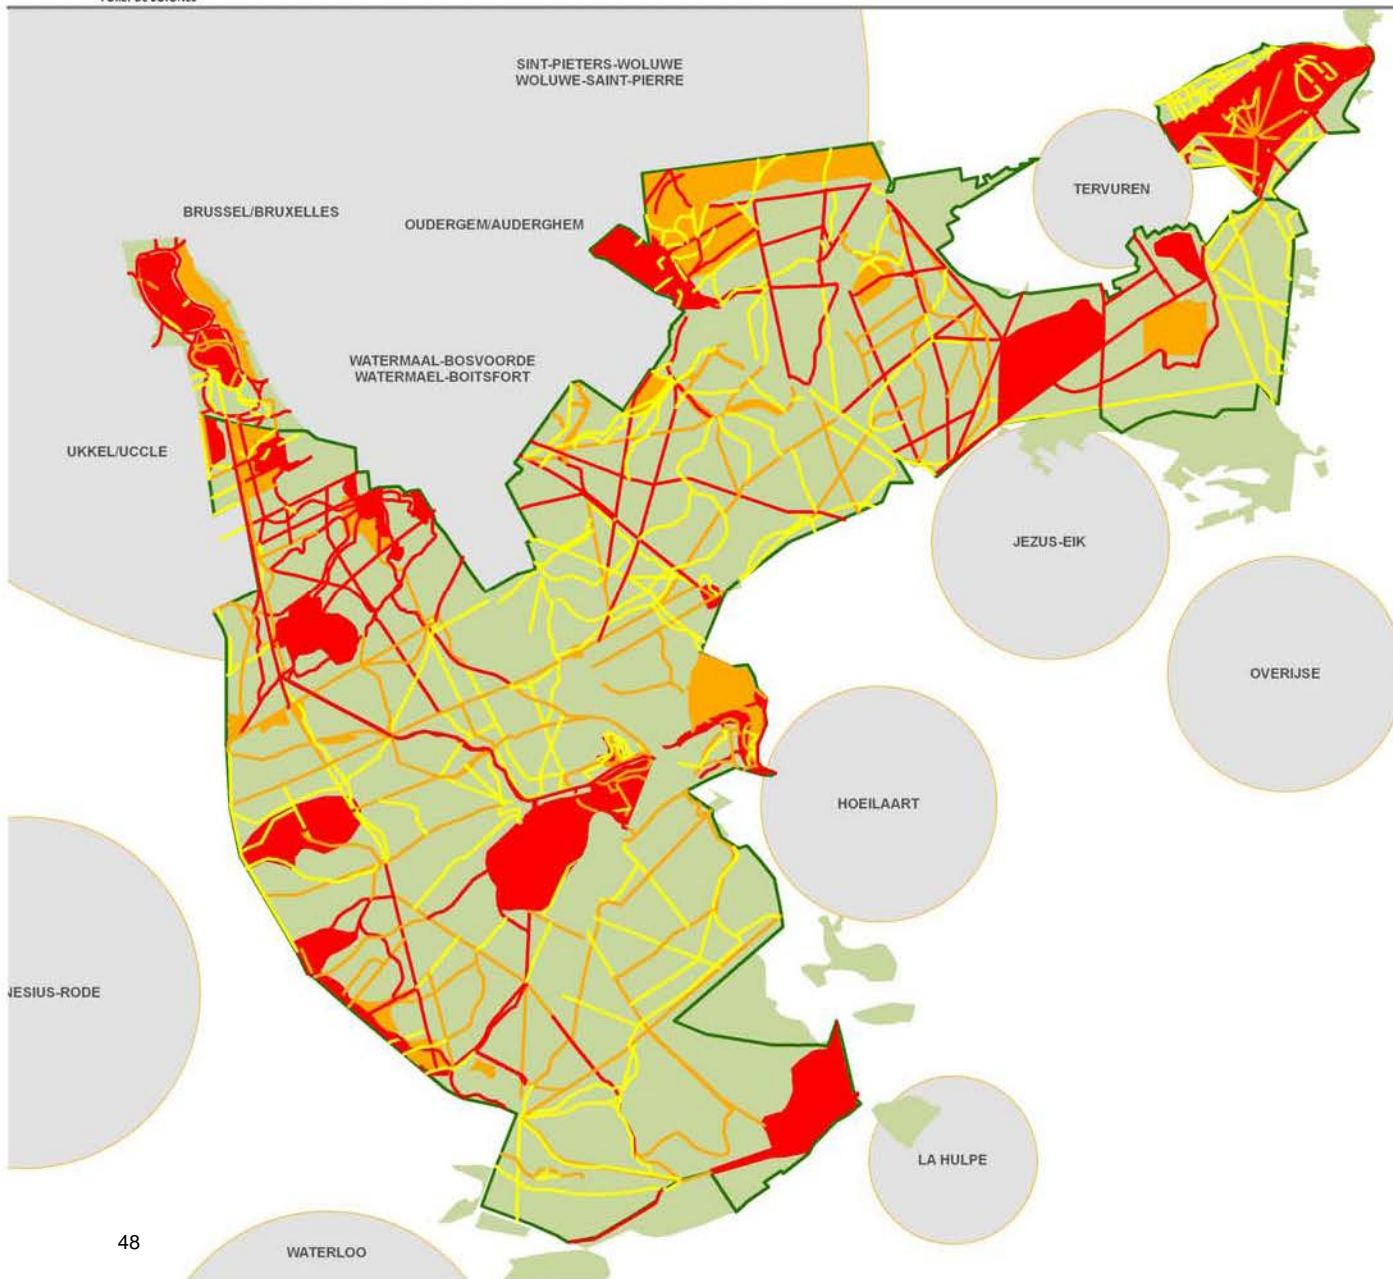 SINT-PIETERS-WOLUWE
WOLUWE-SAINT-PIERRE
TERVUREN
BRUSSEL/BRUXELLES
OUDERGEM/AUDERGHEM
WATERMAAL-BOSVOORDE
WATERMAEL-BOITSFORT
UKKEL/UCCLE
JEZUS-EIK
OVERIJSE
HOEILAART
NESIUS-RODE
LA HULPE
48
WATERLOO